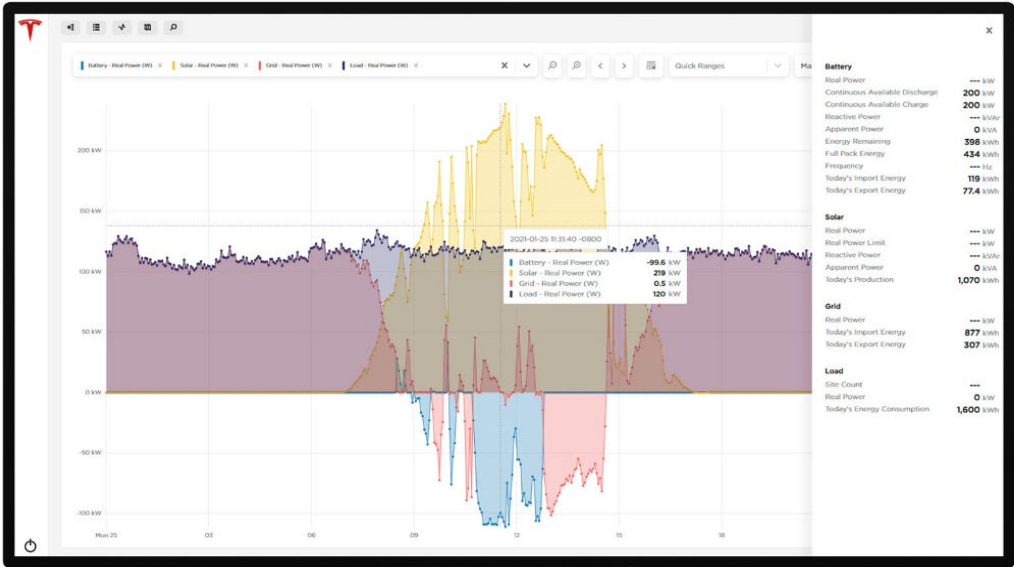 Battery - Real Power (W) × Solar - Real Power (W) × Grid - Real Power (W) × Load - Real Power (W) ×
Quick Ranges
Ma
200 kW
150 kW
100 kW
50 kW
0 kW
-50 kW
-100 kW
Mon 25 03 06 09 12 15 18
2021-01-25 11:31:40 -0800
Battery - Real Power (W) -99.6 kW
Solar - Real Power (W) 219 kW
Grid - Real Power (W) 0.5 kW
Load - Real Power (W) 120 kW
×
Battery
Real Power --- kW
Continuous Available Discharge 200 kW
Continuous Available Charge 200 kW
Reactive Power --- kVAr
Apparent Power 0 kVA
Energy Remaining 398 kWh
Full Pack Energy 434 kWh
Frequency --- Hz
Today's Import Energy 119 kWh
Today's Export Energy 77.4 kWh
Solar
Real Power --- kW
Real Power Limit --- kW
Reactive Power --- kVAr
Apparent Power 0 kVA
Today's Production 1,070 kWh
Grid
Real Power --- kW
Today's Import Energy 877 kWh
Today's Export Energy 307 kWh
Load
Site Count ---
Real Power 0 kW
Today's Energy Consumption 1,600 kWh